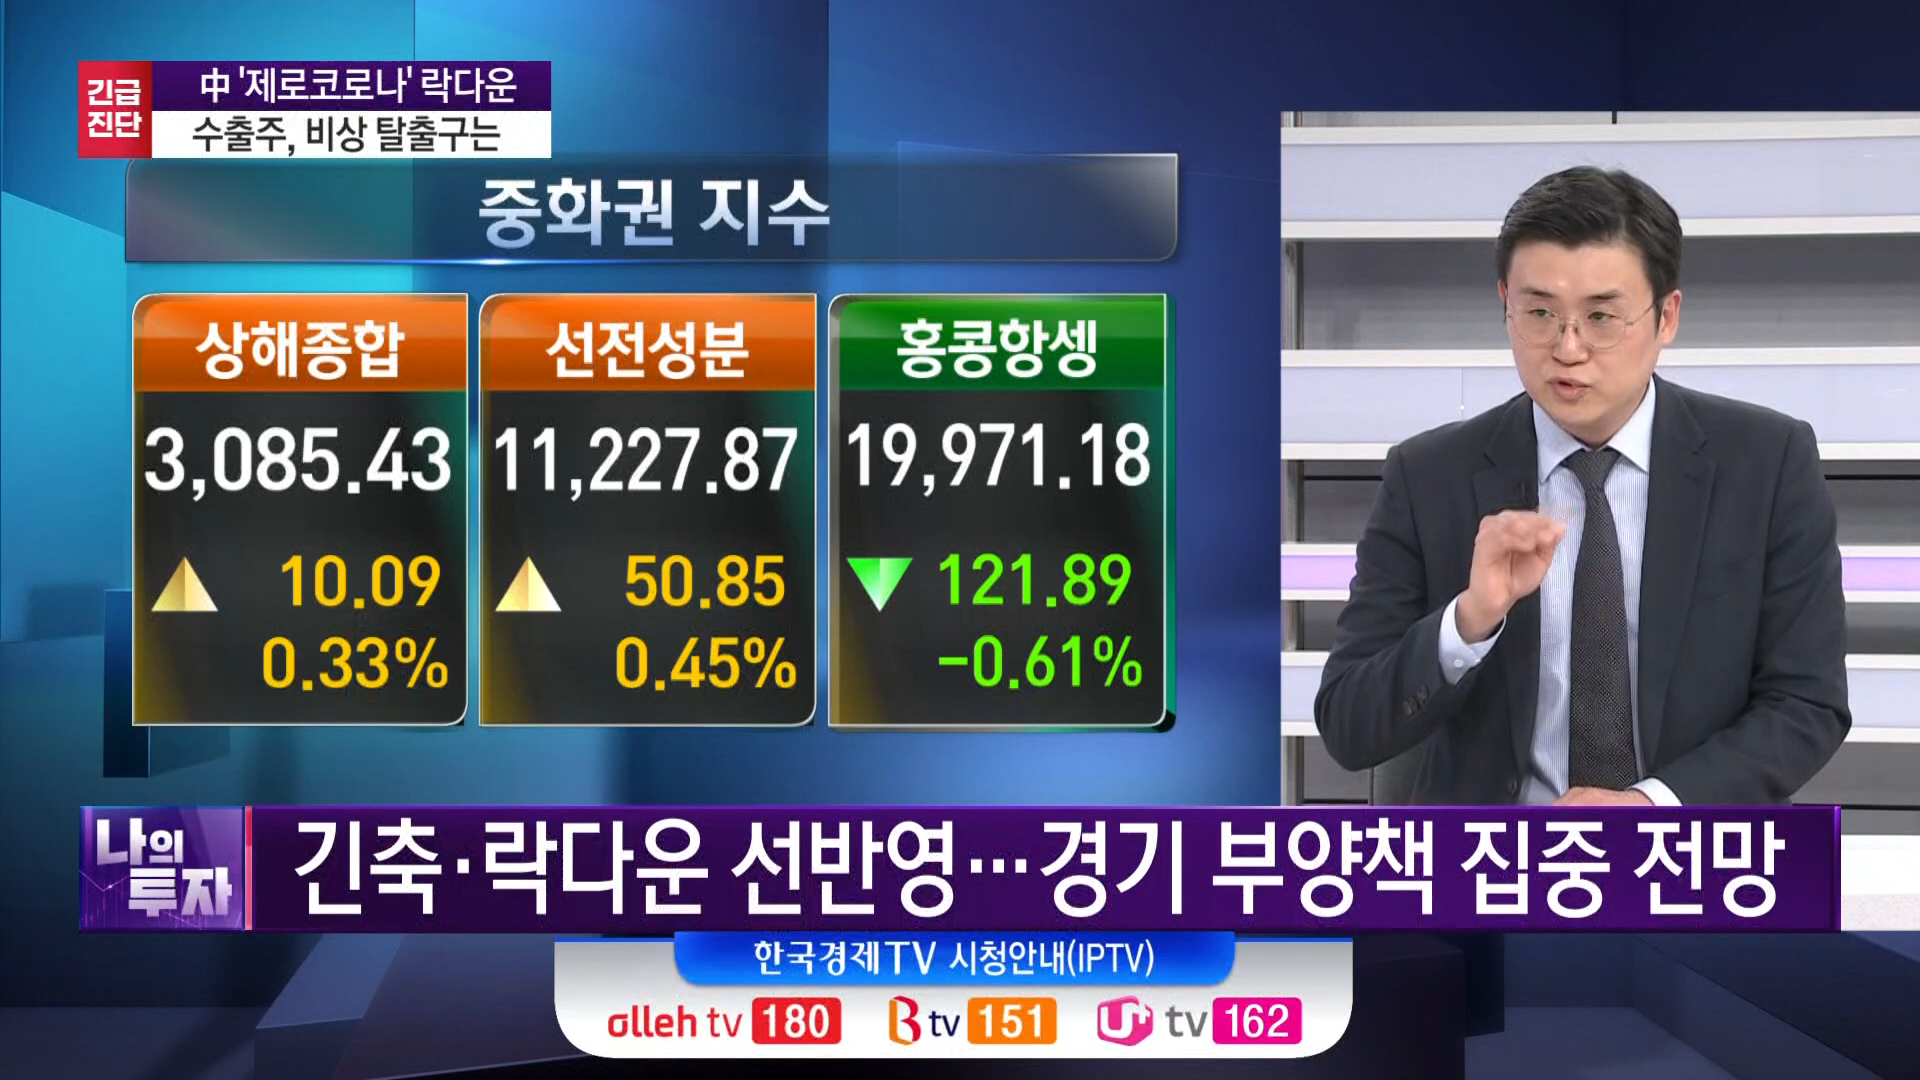 긴급
진단
中 '제로코로나' 락다운
수출주, 비상 탈출구는
중화권 지수
상해종합
3,085.43
▲ 10.09
0.33%
선전성분
11,227.87
▲ 50.85
0.45%
홍콩항셍
19,971.18
▼ 121.89
-0.61%
나의
투자
긴축·락다운 선반영…경기 부양책 집중 전망
한국경제TV 시청안내(IPTV)
olleh tv 180 B tv 151 U+ tv 162